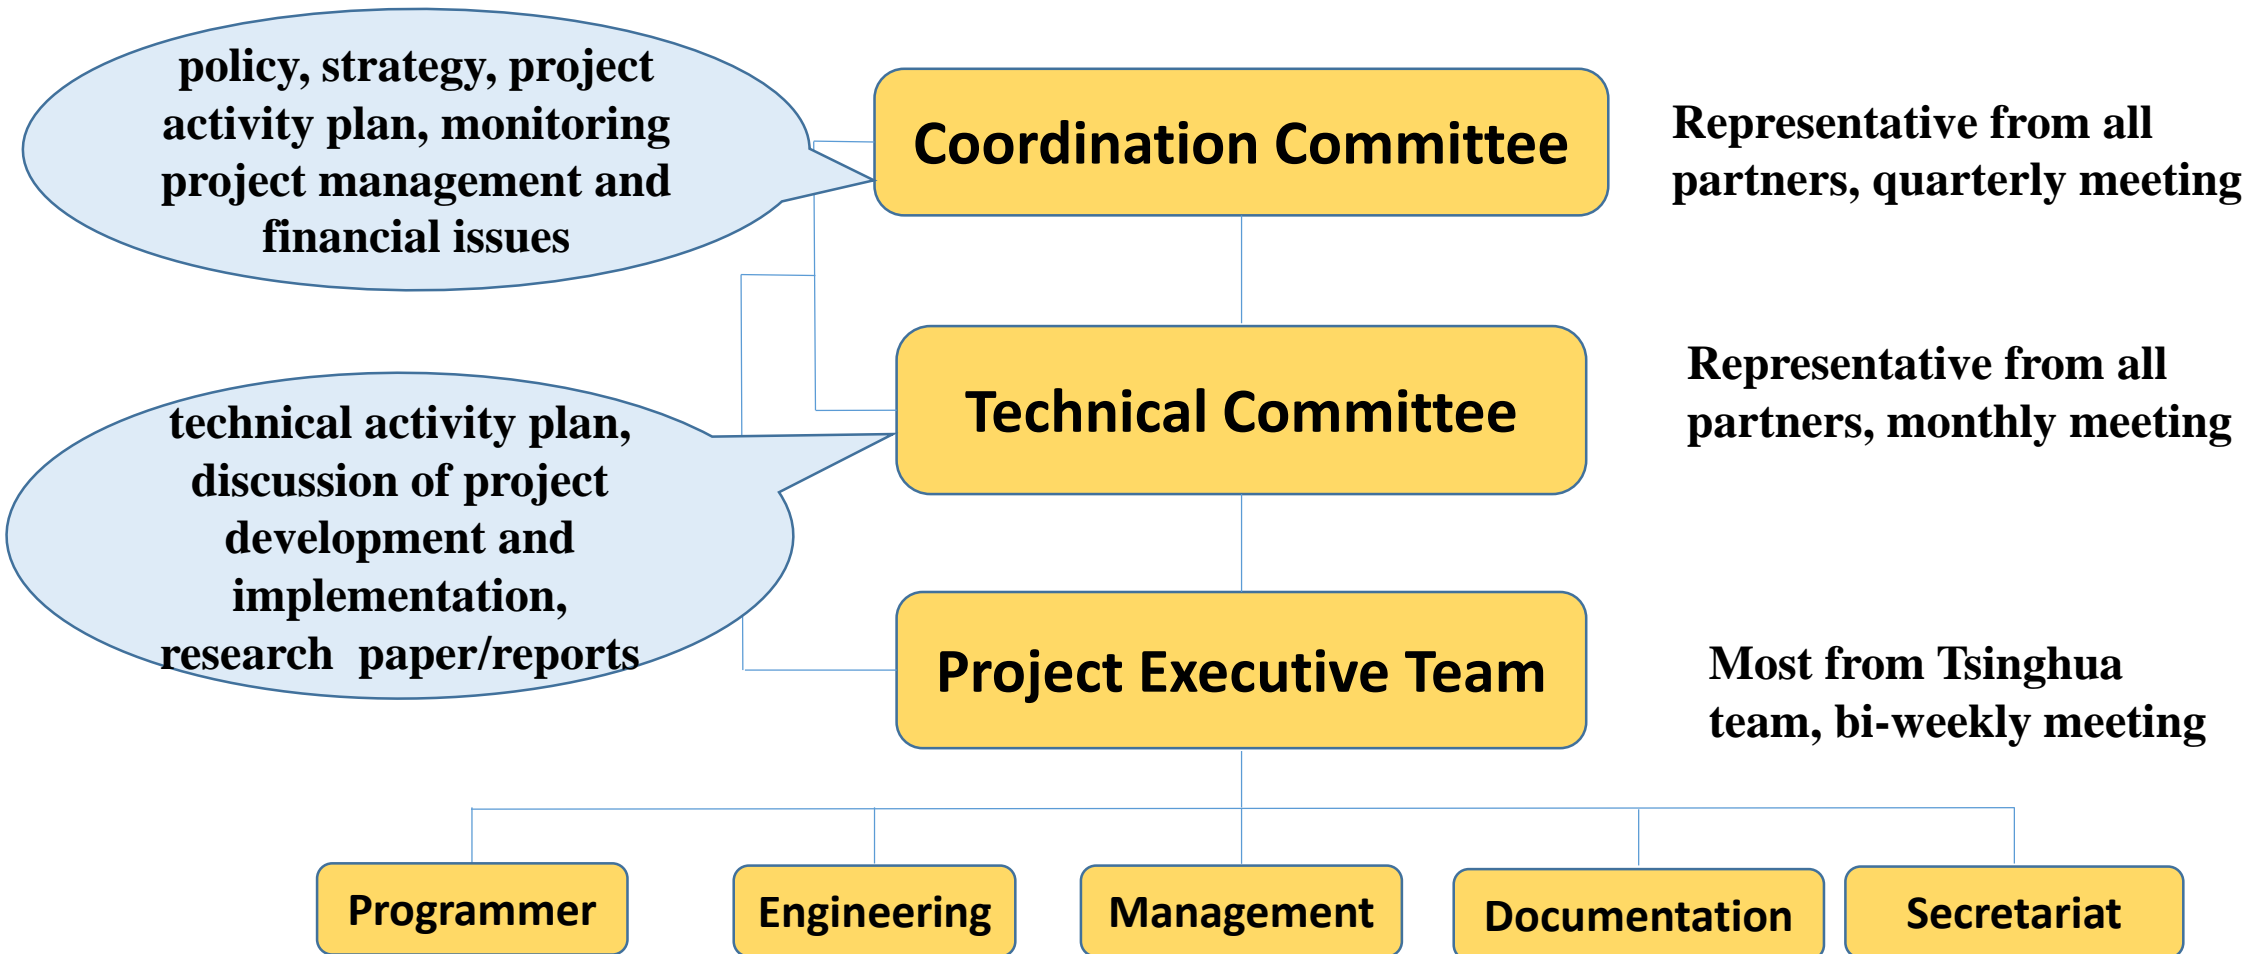 policy, strategy, project
activity plan, monitoring
project management and
financial issues
Coordination Committee
Representative from all
partners, quarterly meeting
technical activity plan,
discussion of project
development and
implementation,
research paper/reports
Technical Committee
Representative from all
partners, monthly meeting
Project Executive Team
Most from Tsinghua
team, bi-weekly meeting
Programmer
Engineering
Management
Documentation
Secretariat